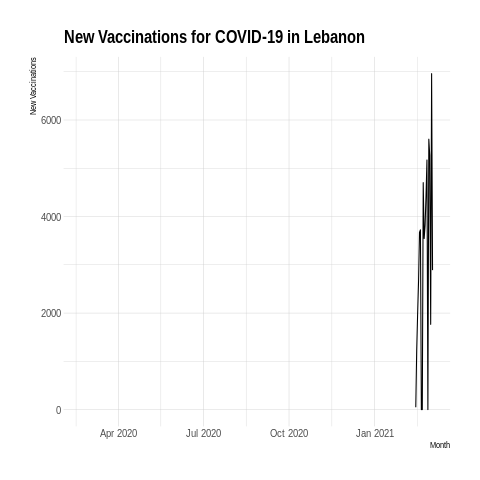 New Vaccinations for COVID-19 in Lebanon
New Vaccinations
6000
4000
2000
0
Apr 2020
Jul 2020
Oct 2020
Jan 2021
Month